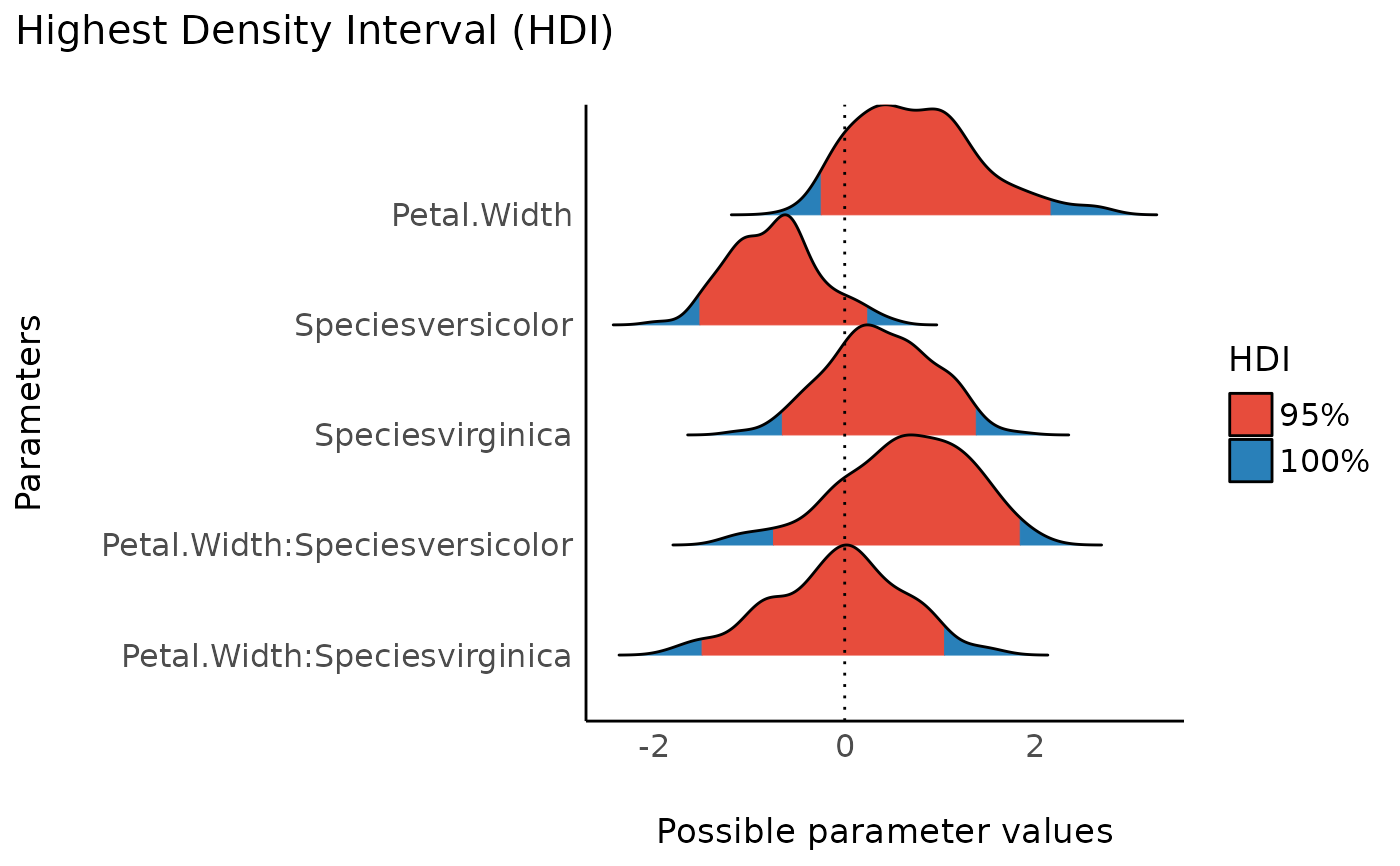 Highest Density Interval (HDI)
Parameters
Petal.Width
Speciesversicolor
Speciesvirginica
Petal.Width:Speciesversicolor
Petal.Width:Speciesvirginica
-2 0 2
Possible parameter values
HDI
95%
100%